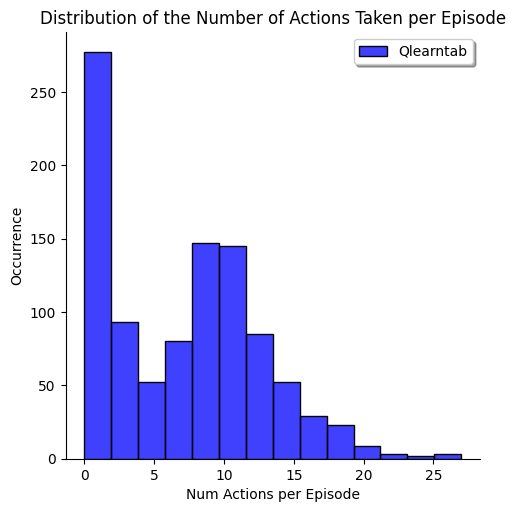 Distribution of the Number of Actions Taken per Episode
Qlearntab
250
200
150
100
50
0
Occurrence
0 5 10 15 20 25
Num Actions per Episode